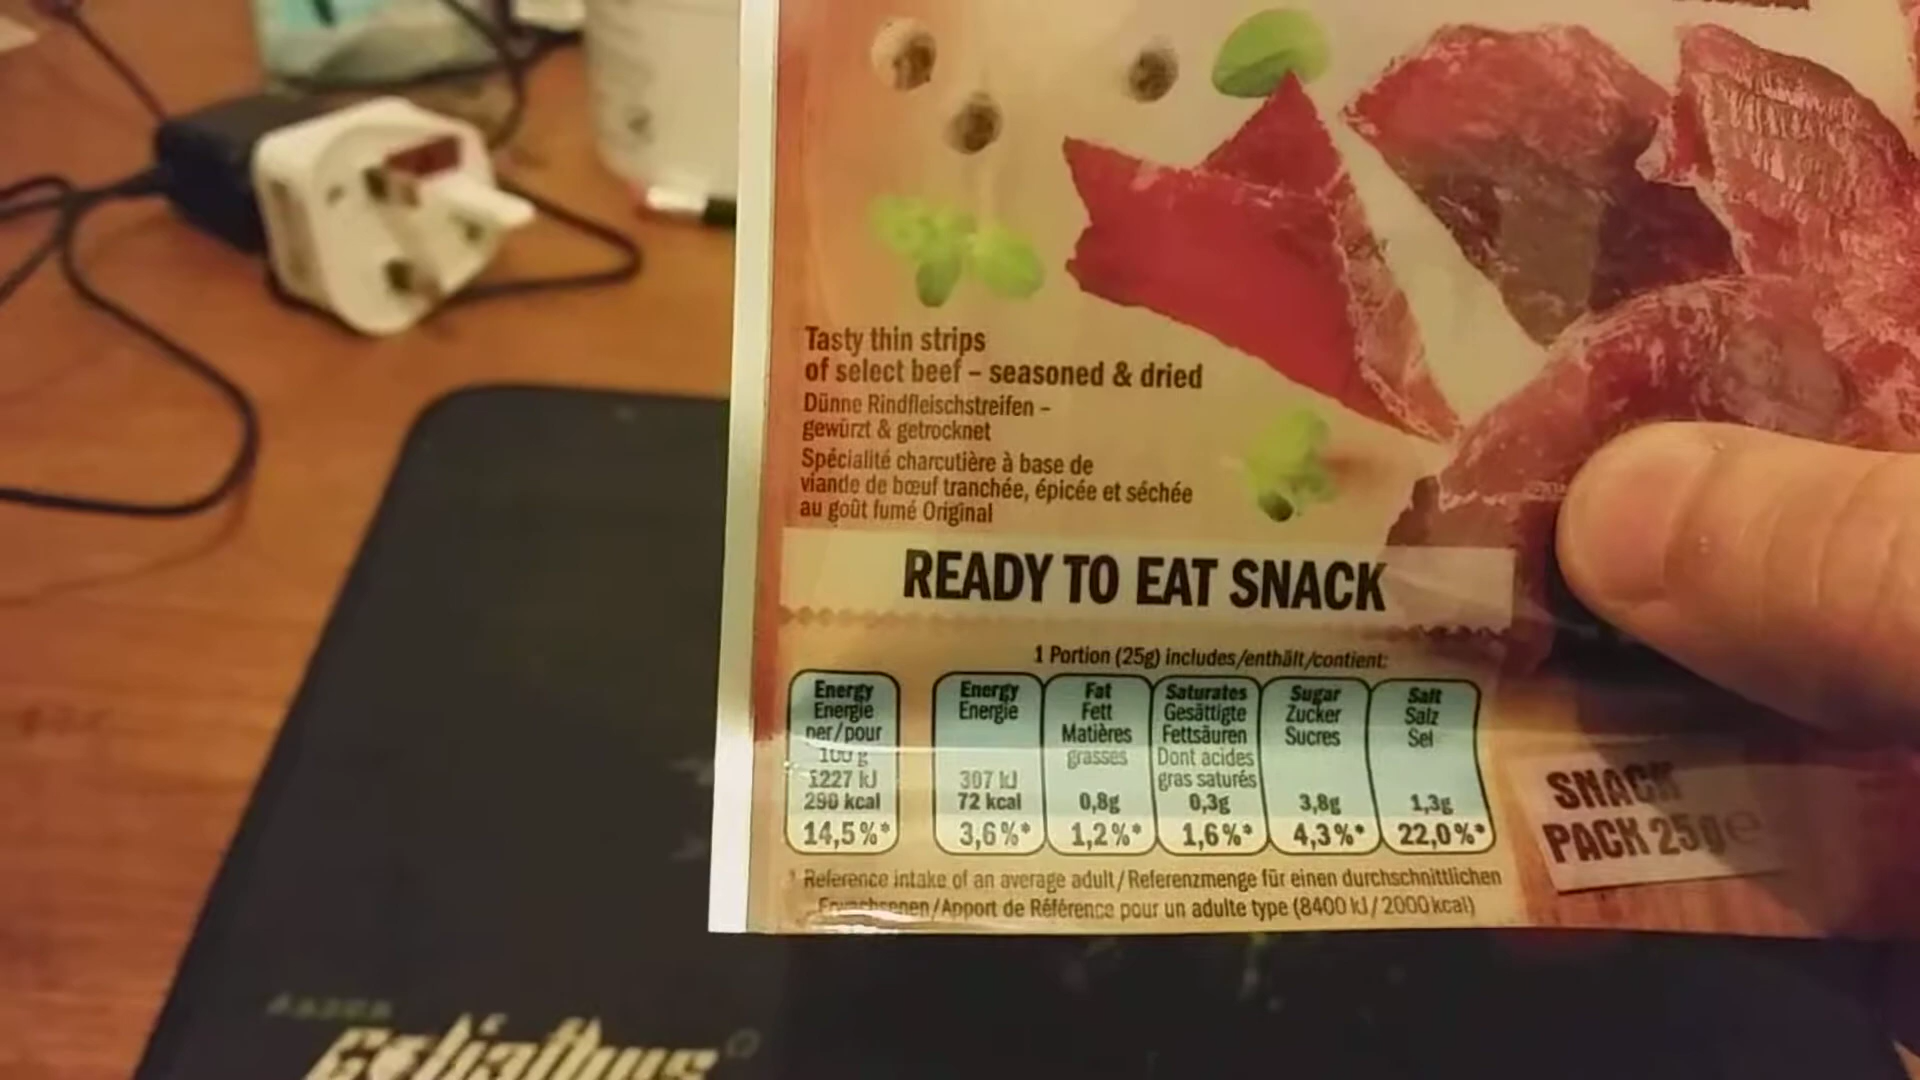 Tasty thin strips
of select beef – seasoned & dried
Dünne Rindfleischstreifen –
gewürzt & getrocknet
Spécialité charcutière à base de
viande de bœuf tranchée, épicée et séchée
au goût fumé Original
READY TO EAT SNACK
1 Portion (25g) includes/enthält/contient:
Energy
Energie
per/pour
100 g
1227 kJ
290 kcal
14,5%*
Energy
Energie
307 kJ
72 kcal
3,6%*
Fat
Fett
Matières
grasses
0,8g
1,2%*
Saturates
Gesättigte
Fettsäuren
Dont acides
gras saturés
0,3g
1,6%*
Sugar
Zucker
Sucres
3,8g
4,3%*
Salt
Salz
Sel
1,3g
22,0%*
SNACK
PACK 25g e
* Reference intake of an average adult/Referenzmenge für einen durchschnittlichen
Erwachsenen/Apport de Référence pour un adulte type (8400 kJ/2000 kcal)
RAZER
Goliathus